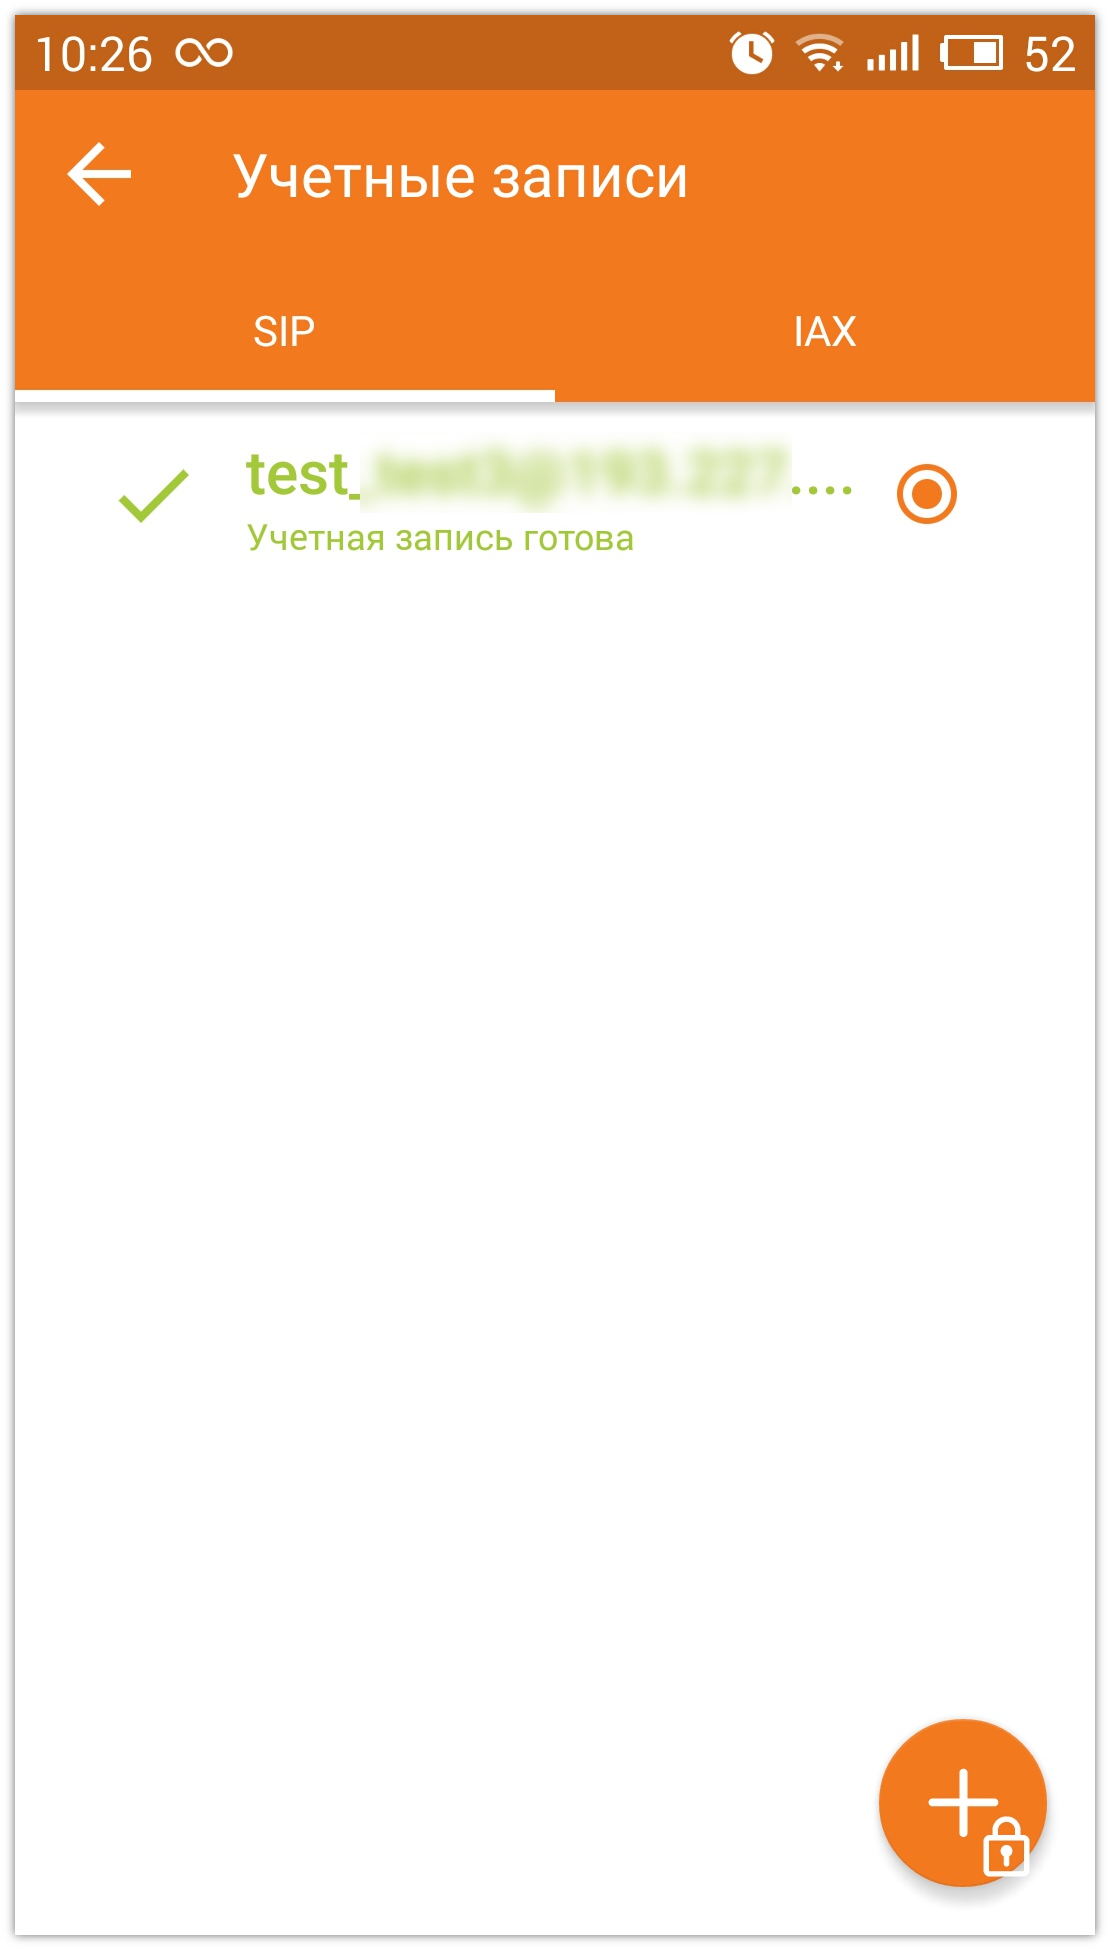 10:26 52
Учетные записи
SIP IAX
test_
Учетная запись готова